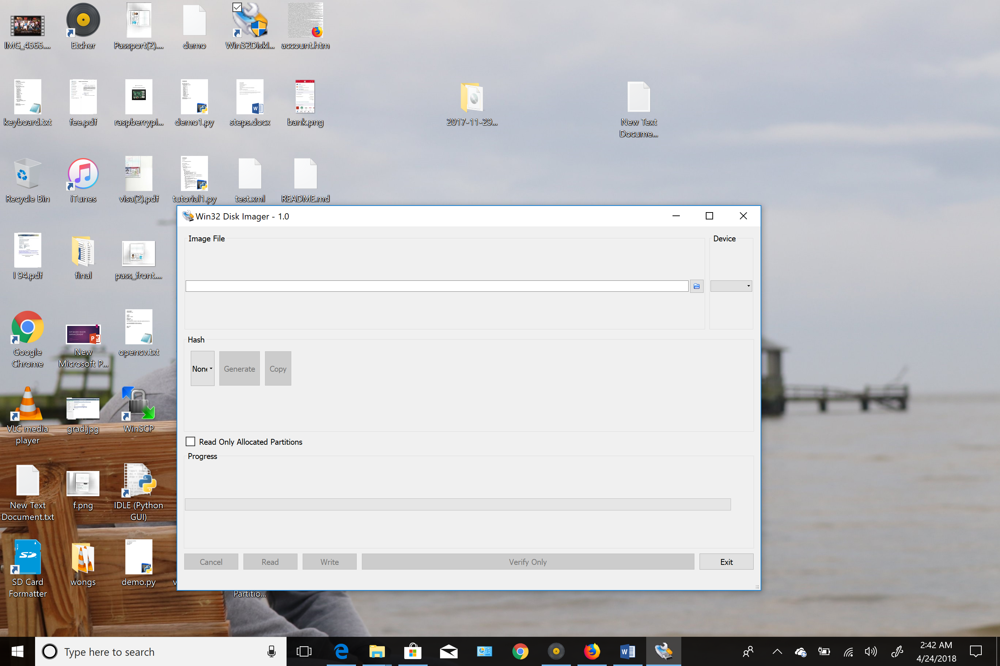 IMG_4565....
Etcher
Passport(2)....
demo
Win32DiskI...
account.htm
keyboard.txt
fee.pdf
raspberrypi...
demo1.py
steps.docx
bank.png
2017-11-29...
New Text
Docume...
Recycle Bin
iTunes
visa(2).pdf
tutorial1.py
test.xml
README.md
Win32 Disk Imager - 1.0
Image File
Device
I 94.pdf
final
pass_front....
Hash
None
Generate
Copy
Google
Chrome
IOT BASED WASTE
MANAGEMENT
New
Microsoft P...
opencv.txt
VLC media
player
grad.jpg
WinSCP
Read Only Allocated Partitions
Progress
New Text
Document.txt
f.png
IDLE (Python
GUI)
Cancel
Read
Write
Verify Only
Exit
SD Card
Formatter
wongs
demo.py
Partitio...
Type here to search
2:42 AM
4/24/2018